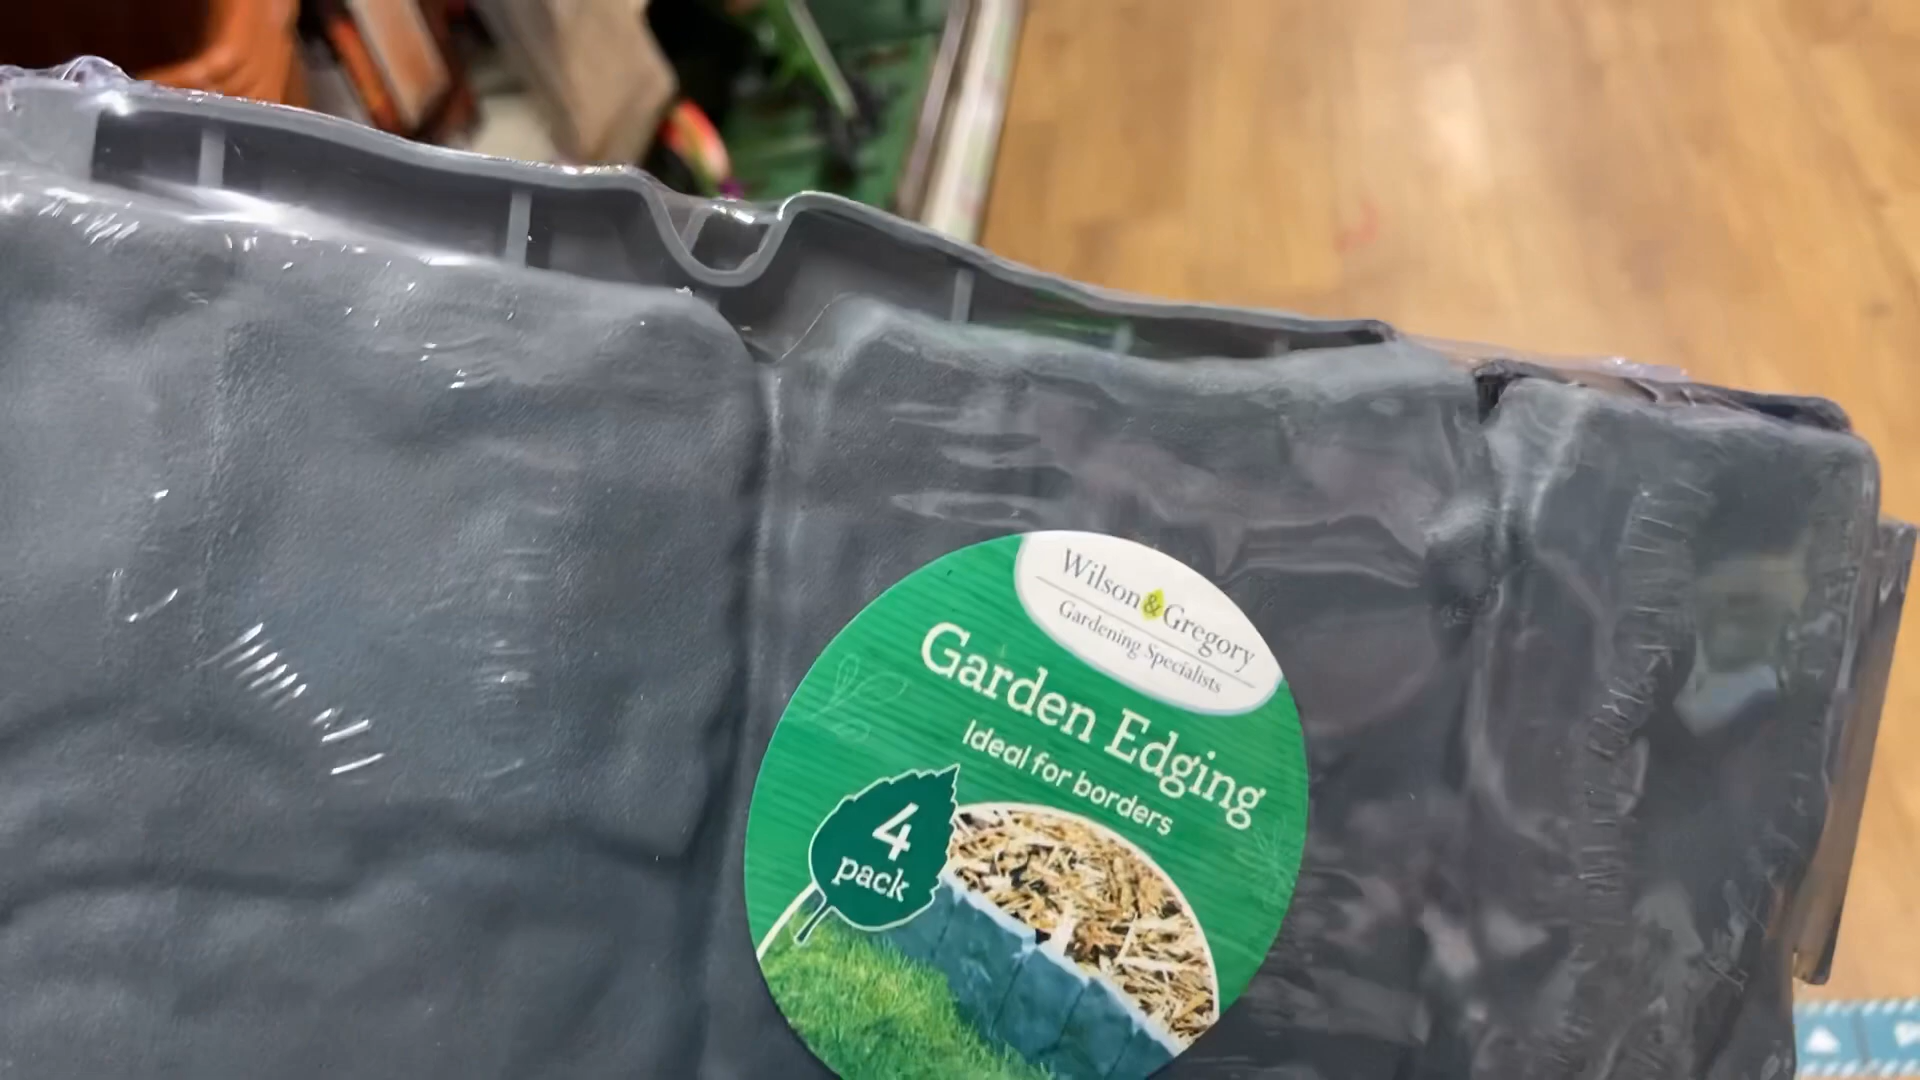 Wilson & Gregory
Gardening Specialists
Garden Edging
Ideal for borders
4
pack